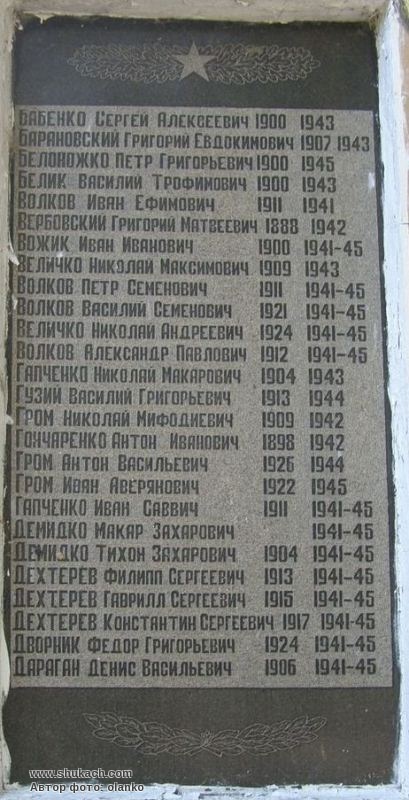 БАБЕНКО СЕРГЕЙ АЛЕКСЕЕВИЧ 1900 1943
БАРАНОВСКИЙ ГРИГОРИЙ ЕВДОКИМОВИЧ 1907 1943
БЕЛОНОЖКО ПЕТР ГРИГОРЬЕВИЧ 1900 1945
БЕЛИК ВАСИЛИЙ ТРОФИМОВИЧ 1900 1943
ВОЛКОВ ИВАН ЕФИМОВИЧ 1911 1941
ВЕРБОВСКИЙ ГРИГОРИЙ МАТВЕЕВИЧ 1888 1942
ВОЖИК ИВАН ИВАНОВИЧ 1900 1941-45
ВЕЛИЧКО НИКОЛАЙ МАКСИМОВИЧ 1909 1943
ВОЛКОВ ПЕТР СЕМЕНОВИЧ 1911 1941-45
ВОЛКОВ ВАСИЛИЙ СЕМЕНОВИЧ 1921 1941-45
ВЕЛИЧКО НИКОЛАЙ АНДРЕЕВИЧ 1924 1941-45
ВОЛКОВ АЛЕКСАНДР ПАВЛОВИЧ 1912 1941-45
ГАПЧЕНКО НИКОЛАЙ МАКАРОВИЧ 1904 1943
ГУЗИЙ ВАСИЛИЙ ГРИГОРЬЕВИЧ 1913 1944
ГРОМ НИКОЛАЙ МИФОДИЕВИЧ 1909 1942
ГОНЧАРЕНКО АНТОН ИВАНОВИЧ 1898 1942
ГРОМ АНТОН ВАСИЛЬЕВИЧ 1926 1944
ГРОМ ИВАН АВЕРЯНОВИЧ 1922 1945
ГАПЧЕНКО ИВАН САВВИЧ 1911 1941-45
ДЕМИДКО МАКАР ЗАХАРОВИЧ 1941-45
ДЕМИДКО ТИХОН ЗАХАРОВИЧ 1904 1941-45
ДЕХТЕРЕВ ФИЛИПП СЕРГЕЕВИЧ 1913 1941-45
ДЕХТЕРЕВ ГАВРИЛЛ СЕРГЕЕВИЧ 1915 1941-45
ДЕХТЕРЕВ КОНСТАНТИН СЕРГЕЕВИЧ 1917 1941-45
ДВОРНИК ФЕДОР ГРИГОРЬЕВИЧ 1924 1941-45
ДАРАГАН ДЕНИС ВАСИЛЬЕВИЧ 1906 1941-45
www.shukach.com
Автор фото: olanko